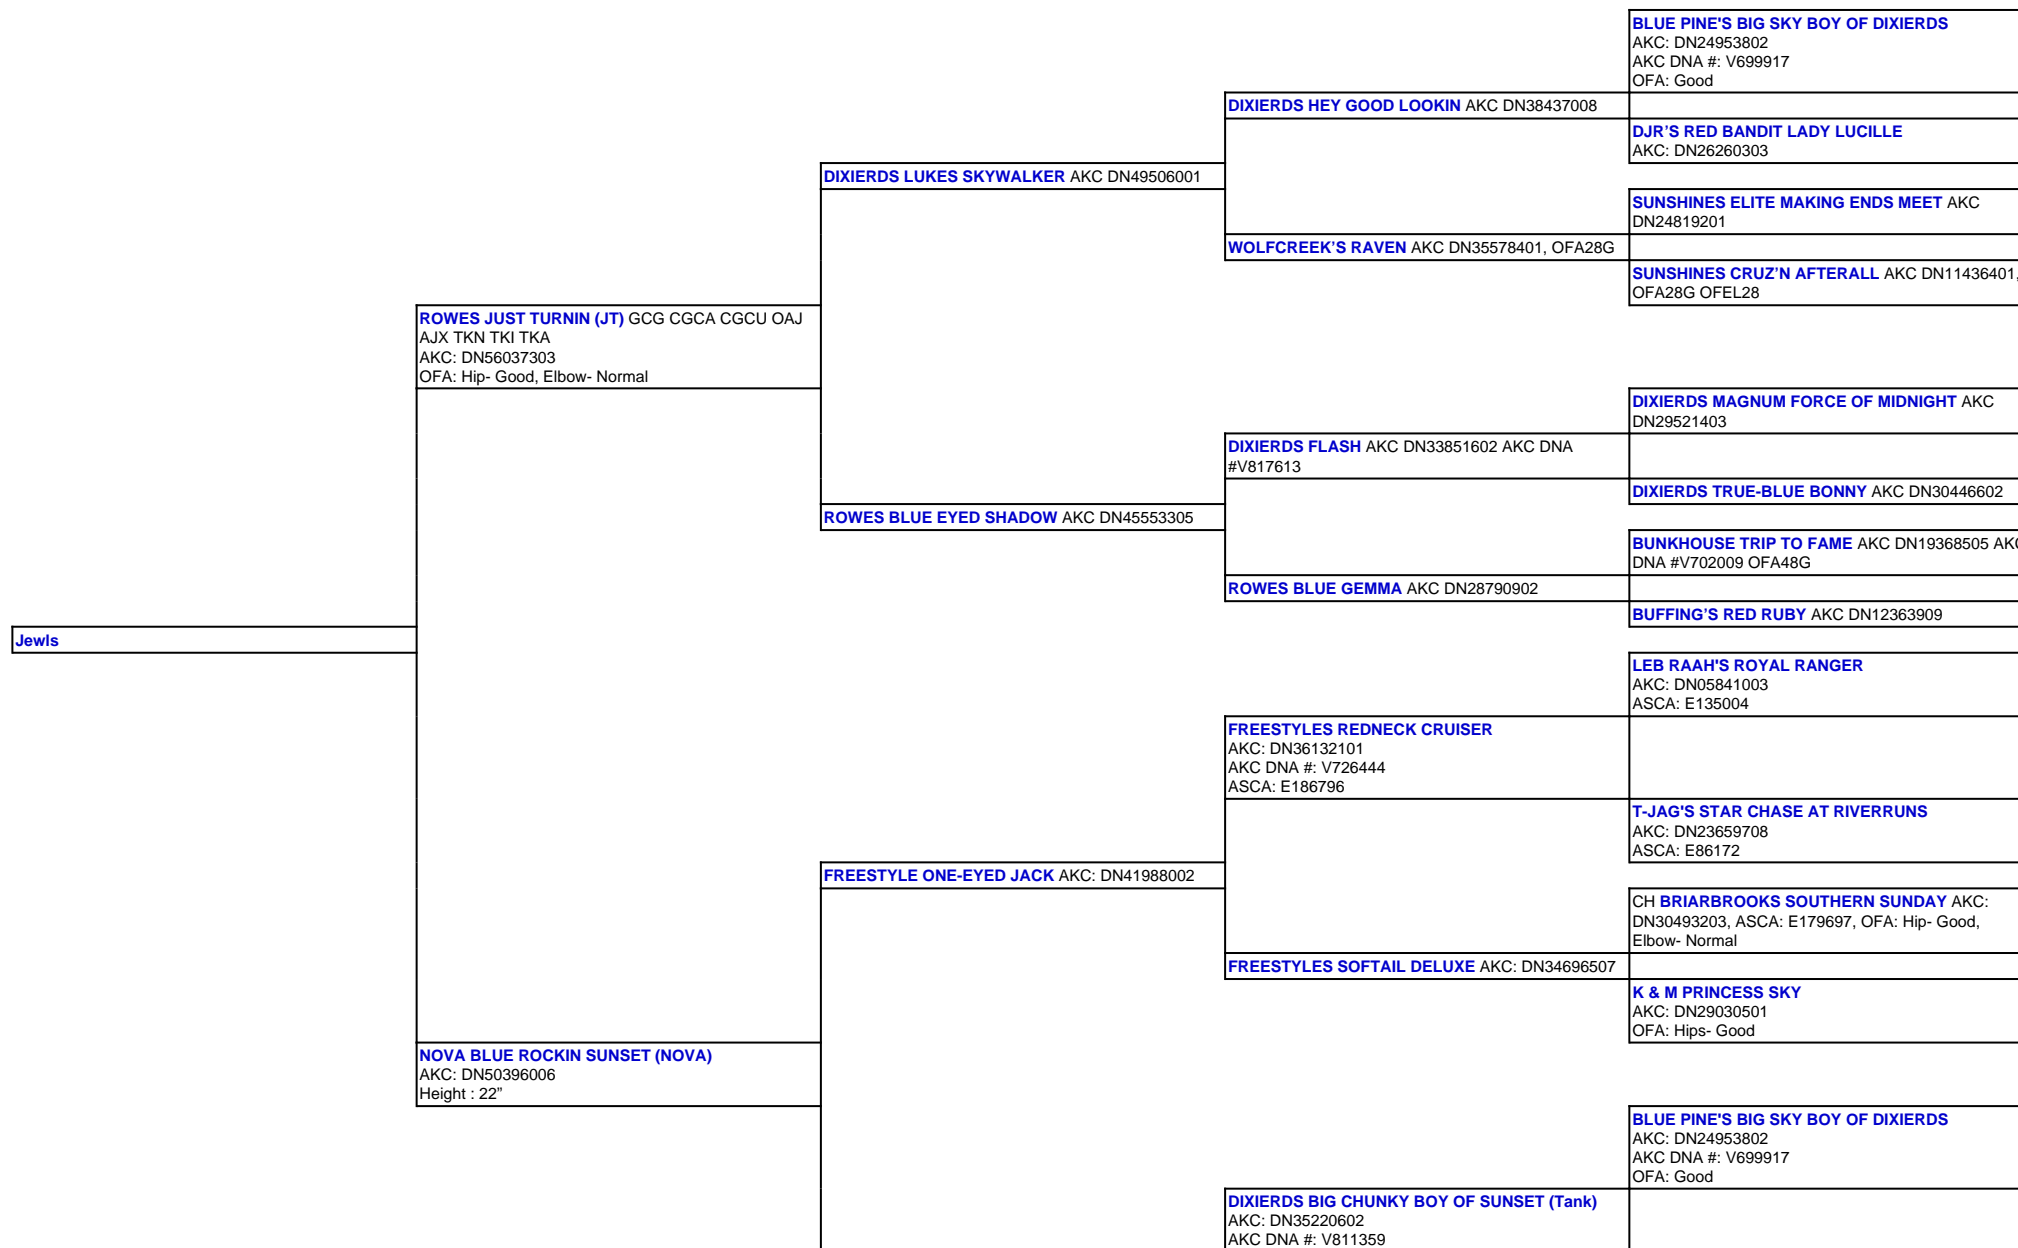 BLUE PINE'S BIG SKY BOY OF DIXIERDS
AKC: DN24953802
AKC DNA #: V699917
OFA: Good
DIXIERDS HEY GOOD LOOKIN AKC DN38437008
DJR'S RED BANDIT LADY LUCILLE
AKC: DN26260303
DIXIERDS LUKES SKYWALKER AKC DN49506001
SUNSHINES ELITE MAKING ENDS MEET AKC
DN24819201
WOLFCREEK'S RAVEN AKC DN35578401, OFA28G
SUNSHINES CRUZ'N AFTERALL AKC DN11436401,
OFA28G OFEL28
ROWES JUST TURNIN (JT) GCG CGCA CGCU OAJ
AJX TKN TKI TKA
AKC: DN56037303
OFA: Hip- Good, Elbow- Normal
DIXIERDS MAGNUM FORCE OF MIDNIGHT AKC
DN29521403
DIXIERDS FLASH AKC DN33851602 AKC DNA
#V817613
DIXIERDS TRUE-BLUE BONNY AKC DN30446602
ROWES BLUE EYED SHADOW AKC DN45553305
BUNKHOUSE TRIP TO FAME AKC DN19368505 AKC
DNA #V702009 OFA48G
ROWES BLUE GEMMA AKC DN28790902
BUFFING'S RED RUBY AKC DN12363909
Jewls
LEB RAAH'S ROYAL RANGER
AKC: DN05841003
ASCA: E135004
FREESTYLES REDNECK CRUISER
AKC: DN36132101
AKC DNA #: V726444
ASCA: E186796
T-JAG'S STAR CHASE AT RIVERRUNS
AKC: DN23659708
ASCA: E86172
FREESTYLE ONE-EYED JACK AKC: DN41988002
CH BRIARBROOKS SOUTHERN SUNDAY AKC:
DN30493203, ASCA: E179697, OFA: Hip- Good,
Elbow- Normal
FREESTYLES SOFTAIL DELUXE AKC: DN34696507
K & M PRINCESS SKY
AKC: DN29030501
OFA: Hips- Good
NOVA BLUE ROCKIN SUNSET (NOVA)
AKC: DN50396006
Height : 22”
BLUE PINE'S BIG SKY BOY OF DIXIERDS
AKC: DN24953802
AKC DNA #: V699917
OFA: Good
DIXIERDS BIG CHUNKY BOY OF SUNSET (Tank)
AKC: DN35220602
AKC DNA #: V811359